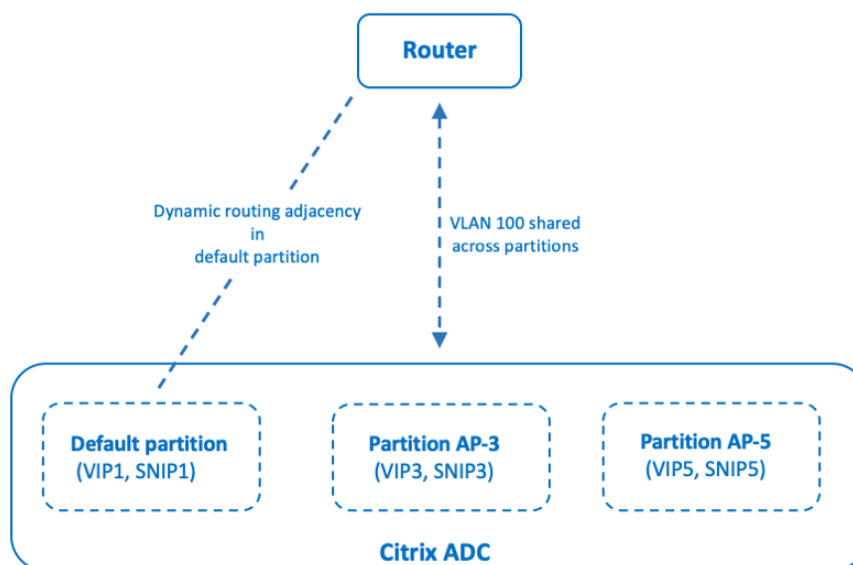 Router
Dynamic routing adjacency
in
default partition
VLAN 100 shared
across partitions
Default partition
(VIP1, SNIP1)
Partition AP-3
(VIP3, SNIP3)
Partition AP-5
(VIP5, SNIP5)
Citrix ADC